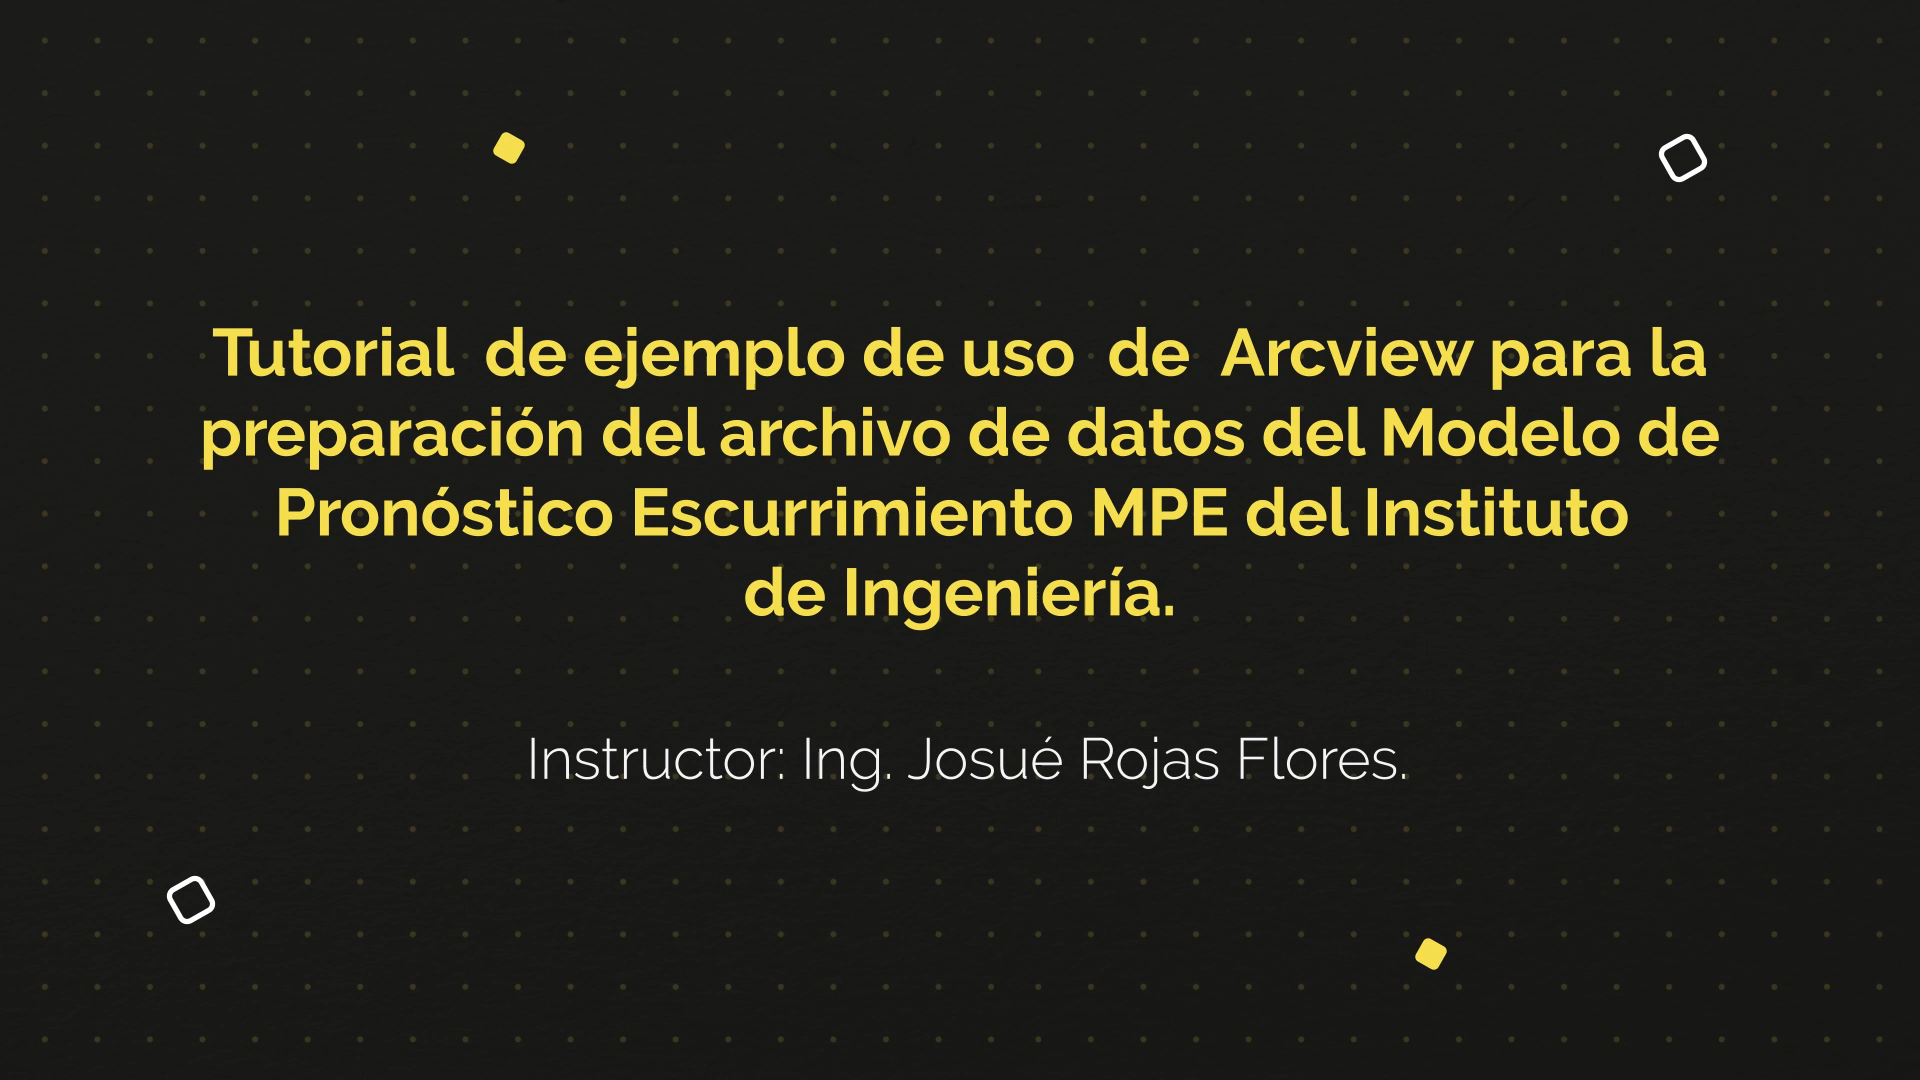 Tutorial  de ejemplo de uso  de  Arcview para la
preparación del archivo de datos del Modelo de
Pronóstico Escurrimiento MPE del Instituto
de Ingeniería.
Instructor: Ing. Josué Rojas Flores.